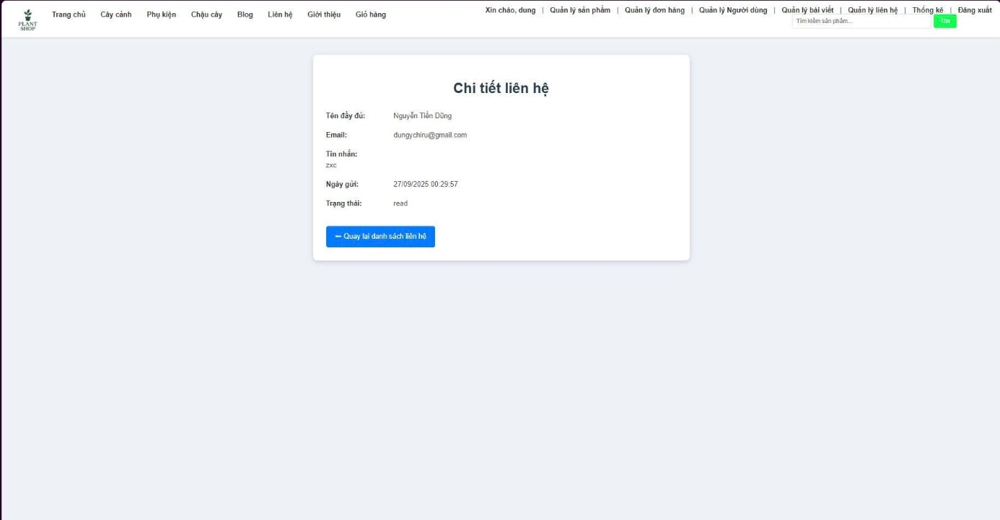 PLANT
SHOP
Trang chủ Cây cảnh Phụ kiện Chậu cây Blog Liên hệ Giới thiệu Giỏ hàng
Xin chào, dung | Quản lý sản phẩm | Quản lý đơn hàng | Quản lý Người dùng | Quản lý bài viết | Quản lý liên hệ | Thống kê | Đăng xuất
Tìm kiếm sản phẩm... Tìm
Chi tiết liên hệ
Tên đầy đủ: Nguyễn Tiến Dũng
Email: dungychiru@gmail.com
Tin nhắn:
zxc
Ngày gửi: 27/09/2025 00:29:57
Trạng thái: read
← Quay lại danh sách liên hệ